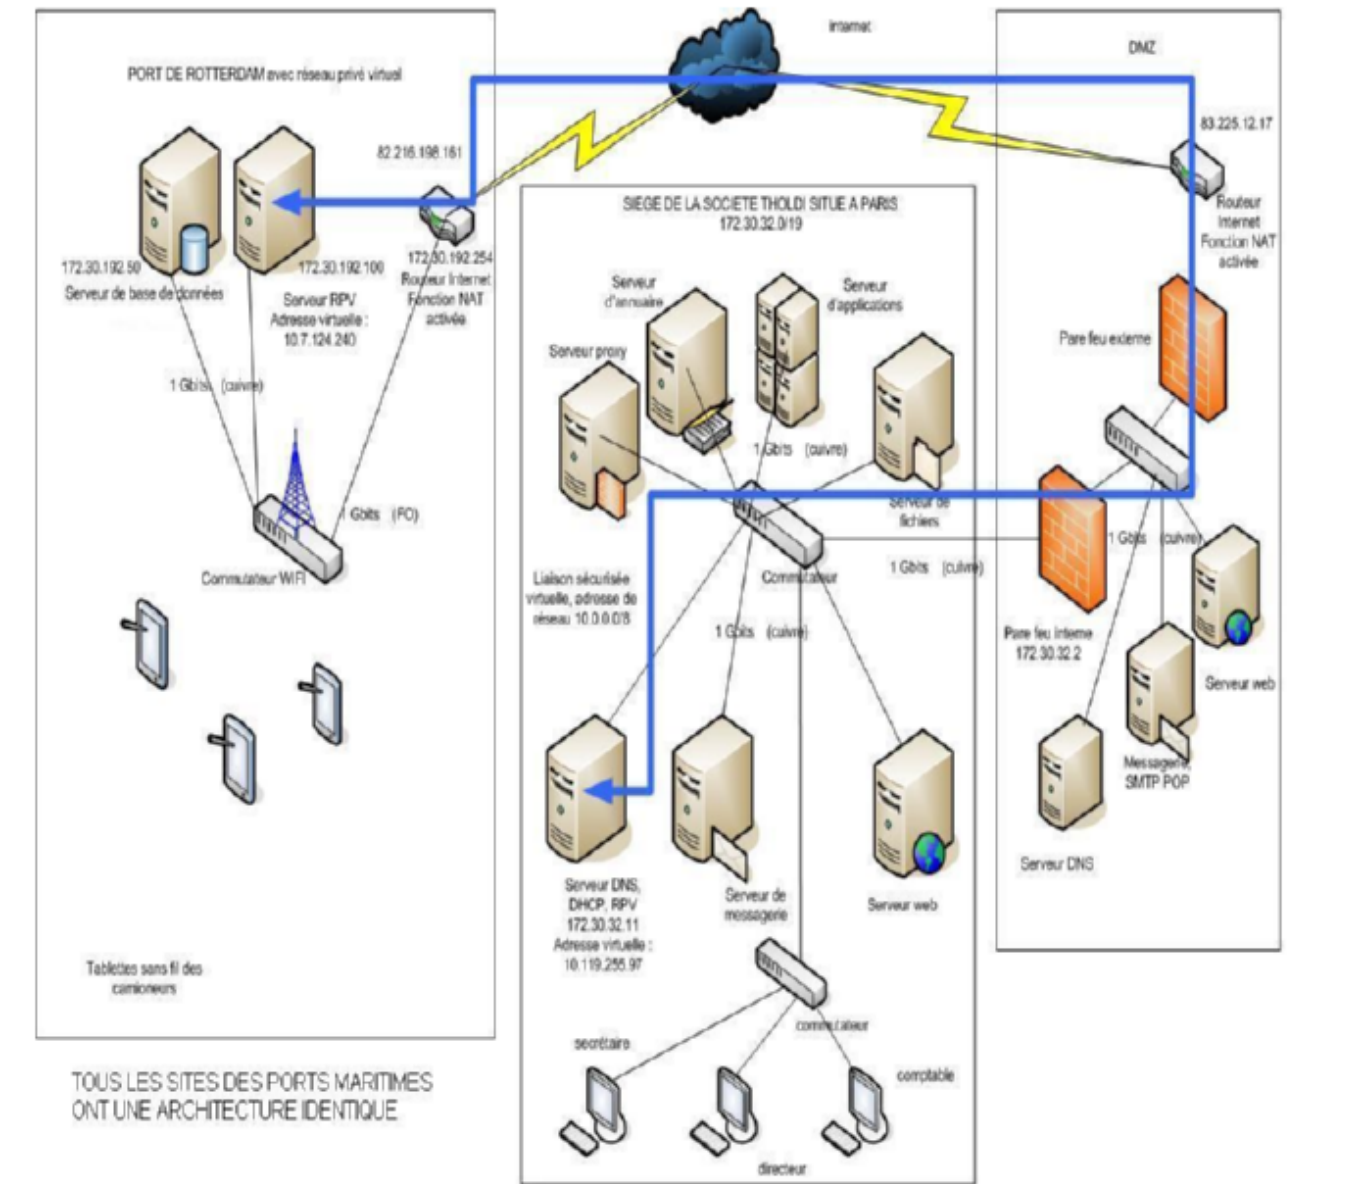 Internet
DMZ
PORT DE ROTTERDAM avec réseau privé virtuel
83.225.12.17
82.216.198.161
SIEGE DE LA SOCIETE THOLDI SITUE A PARIS
172.30.32.0/19
Routeur
Internet
Fonction NAT
activée
172.30.192.50
Serveur de base de données
172.30.192.100
Serveur RPV
Adresse virtuelle :
10.7.124.240
172.30.192.254
Routeur Internet
Fonction NAT
activée
Serveur
d'annuaire
Serveur
d'applications
Serveur proxy
Pare feu externe
1 Gbits (cuivre)
1 Gbits (cuivre)
1 Gbits (FO)
Serveur de
fichiers
Commutateur WIFI
Liaison sécurisée
virtuelle, adresse de
réseau 10.0.0.0/8
Commutateur
1 Gbits (cuivre)
1 Gbits (cuivre)
1 Gbits (cuivre)
Pare feu interne
172.30.32.2
Serveur web
Messagerie,
SMTP POP
Serveur DNS
Serveur DNS,
DHCP, RPV
172.30.32.11
Adresse virtuelle :
10.119.255.97
Serveur de
messagerie
Serveur web
Tablettes sans fil des
camioneurs
commutateur
secrétaire
comptable
directeur
TOUS LES SITES DES PORTS MARITIMES
ONT UNE ARCHITECTURE IDENTIQUE